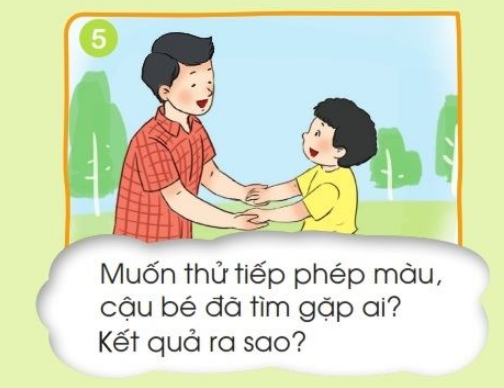 5
Muốn thử tiếp phép màu,
cậu bé đã tìm gặp ai?
Kết quả ra sao?